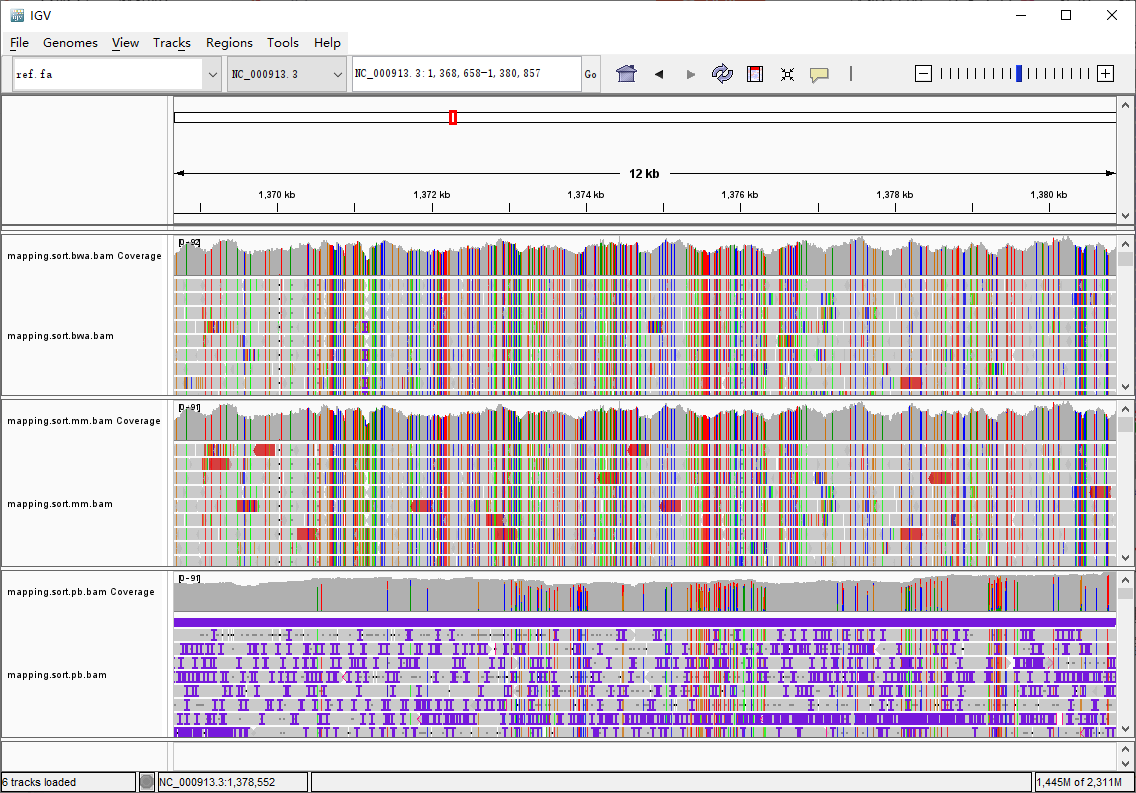 IGV
File Genomes View Tracks Regions Tools Help
ref.fa NC_000913.3 NC_000913.3:1,368,658-1,380,857 Go
12 kb
1,370 kb 1,372 kb 1,374 kb 1,376 kb 1,378 kb 1,380 kb
[0-92]
mapping.sort.bwa.bam Coverage
mapping.sort.bwa.bam
[0-91]
mapping.sort.mm.bam Coverage
mapping.sort.mm.bam
[0-91]
mapping.sort.pb.bam Coverage
mapping.sort.pb.bam
6 tracks loaded NC_000913.3:1,378,552 1,445M of 2,311M